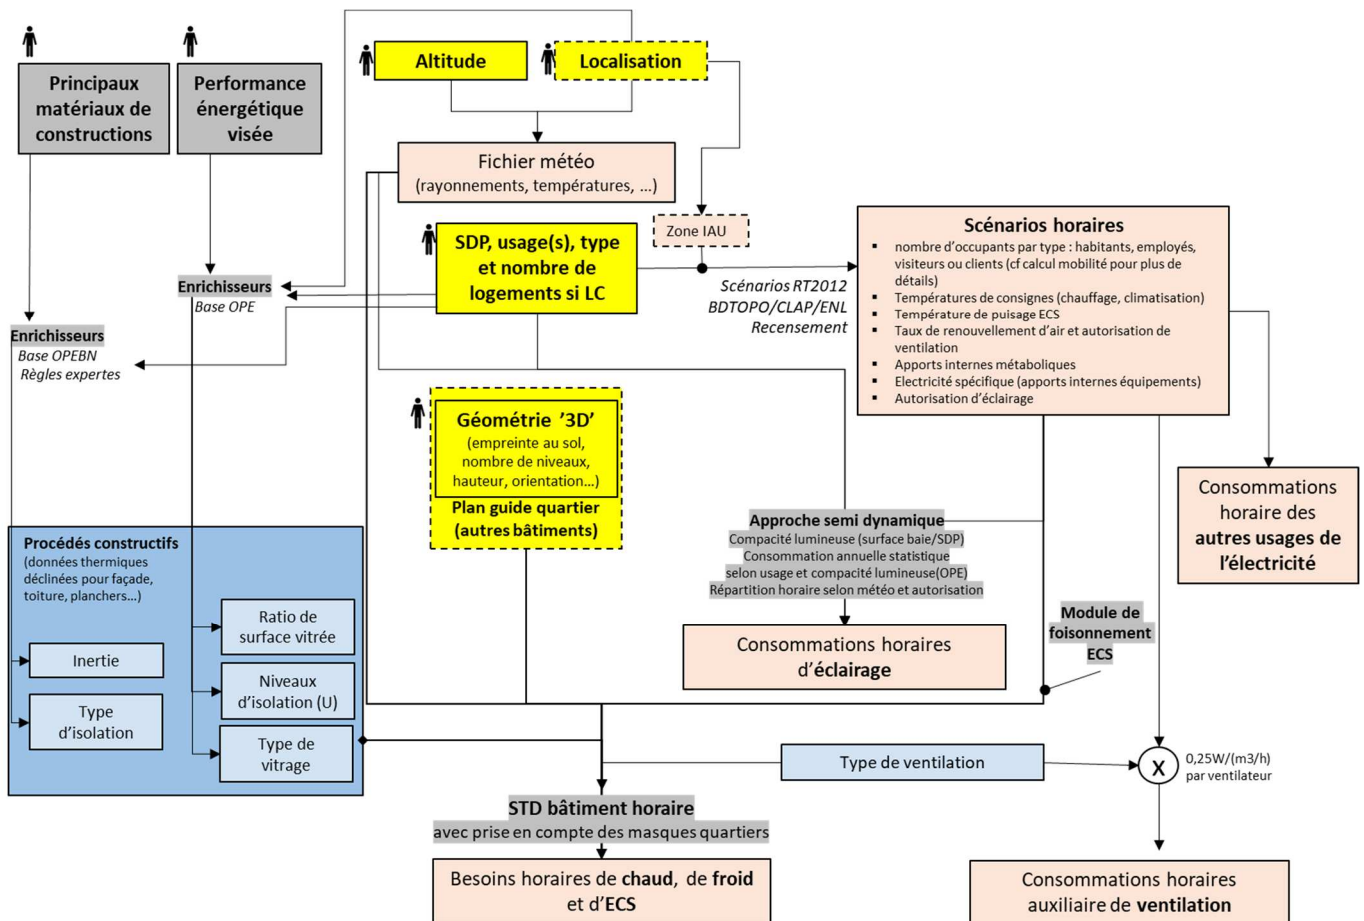 Principaux
matériaux de
constructions
Performance
énergétique
visée
Altitude
Localisation
Fichier météo
(rayonnements, températures, …)
Zone IAU
SDP, usage(s), type
et nombre de
logements si LC
Scénarios RT2012
BDTOPO/CLAP/ENL
Recensement
Scénarios horaires
▪ nombre d’occupants par type : habitants, employés,
visiteurs ou clients (cf calcul mobilité pour plus de
détails)
▪ Températures de consignes (chauffage, climatisation)
▪ Température de puisage ECS
▪ Taux de renouvellement d’air et autorisation de
ventilation
▪ Apports internes métaboliques
▪ Electricité spécifique (apports internes équipements)
▪ Autorisation d’éclairage
Enrichisseurs
Base OPE
Enrichisseurs
Base OPEBN
Règles expertes
Géométrie ’3D’
(empreinte au sol,
nombre de niveaux,
hauteur, orientation…)
Plan guide quartier
(autres bâtiments)
Consommations
horaire des
autres usages de
l’électricité
Procédés constructifs
(données thermiques
déclinées pour façade,
toiture, planchers…)
Ratio de
surface vitrée
Inertie
Niveaux
d’isolation (U)
Type
d’isolation
Type de
vitrage
Approche semi dynamique
Compacité lumineuse (surface baie/SDP)
Consommation annuelle statistique
selon usage et compacité lumineuse(OPE)
Répartition horaire selon météo et autorisation
Consommations horaires
d’éclairage
Module de
foisonnement
ECS
Type de ventilation
X
0,25W/(m3/h)
par ventilateur
STD bâtiment horaire
avec prise en compte des masques quartiers
Besoins horaires de chaud, de froid
et d’ECS
Consommations horaires
auxiliaire de ventilation